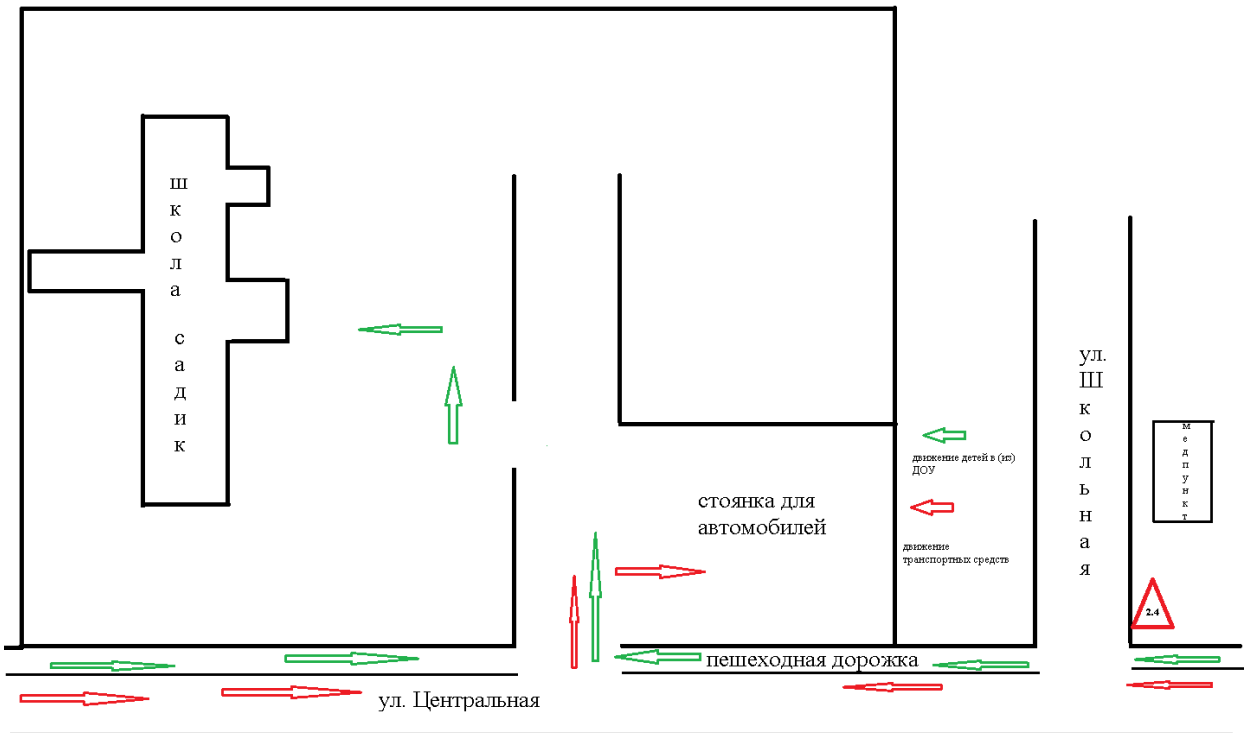 школа садик
ул. Школьная
медпункт
движение детей в (из)
ДОУ
стоянка для
автомобилей
движение
транспортных средств
2.4
пешеходная дорожка
ул. Центральная